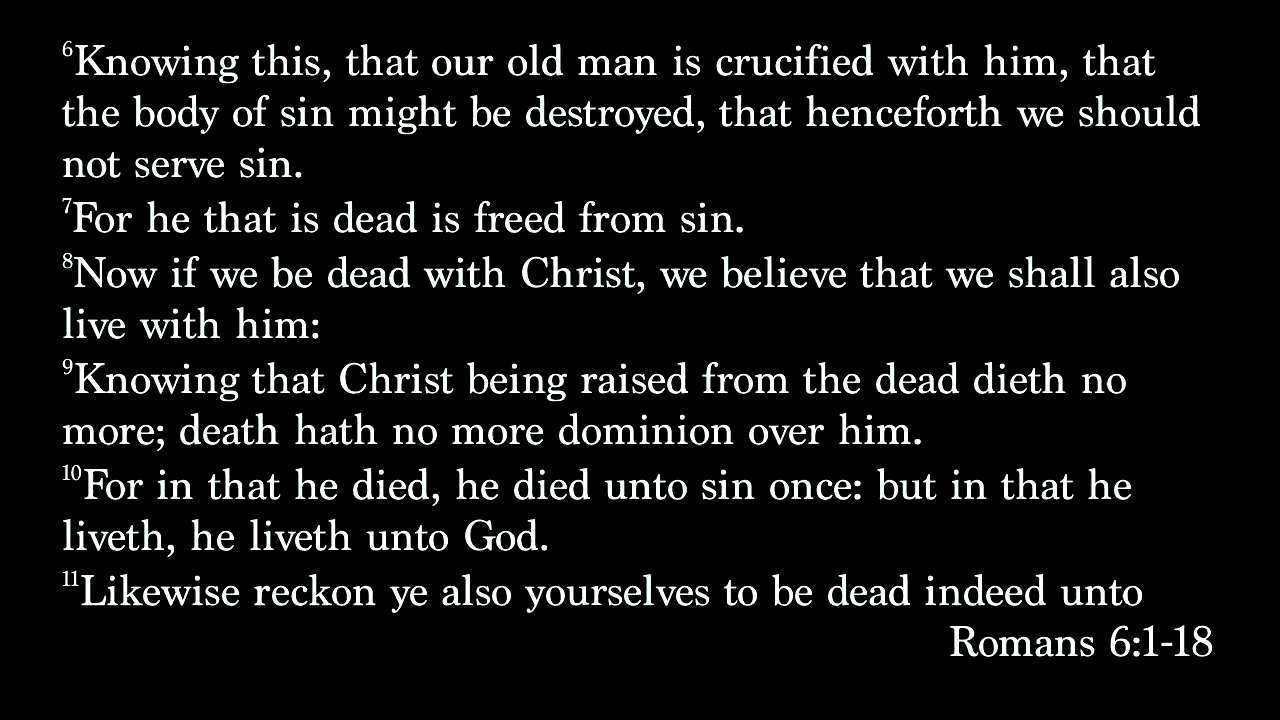 ⁶Knowing this, that our old man is crucified with him, that
the body of sin might be destroyed, that henceforth we should
not serve sin.
⁷For he that is dead is freed from sin.
⁸Now if we be dead with Christ, we believe that we shall also
live with him:
⁹Knowing that Christ being raised from the dead dieth no
more; death hath no more dominion over him.
¹⁰For in that he died, he died unto sin once: but in that he
liveth, he liveth unto God.
¹¹Likewise reckon ye also yourselves to be dead indeed unto
Romans 6:1-18